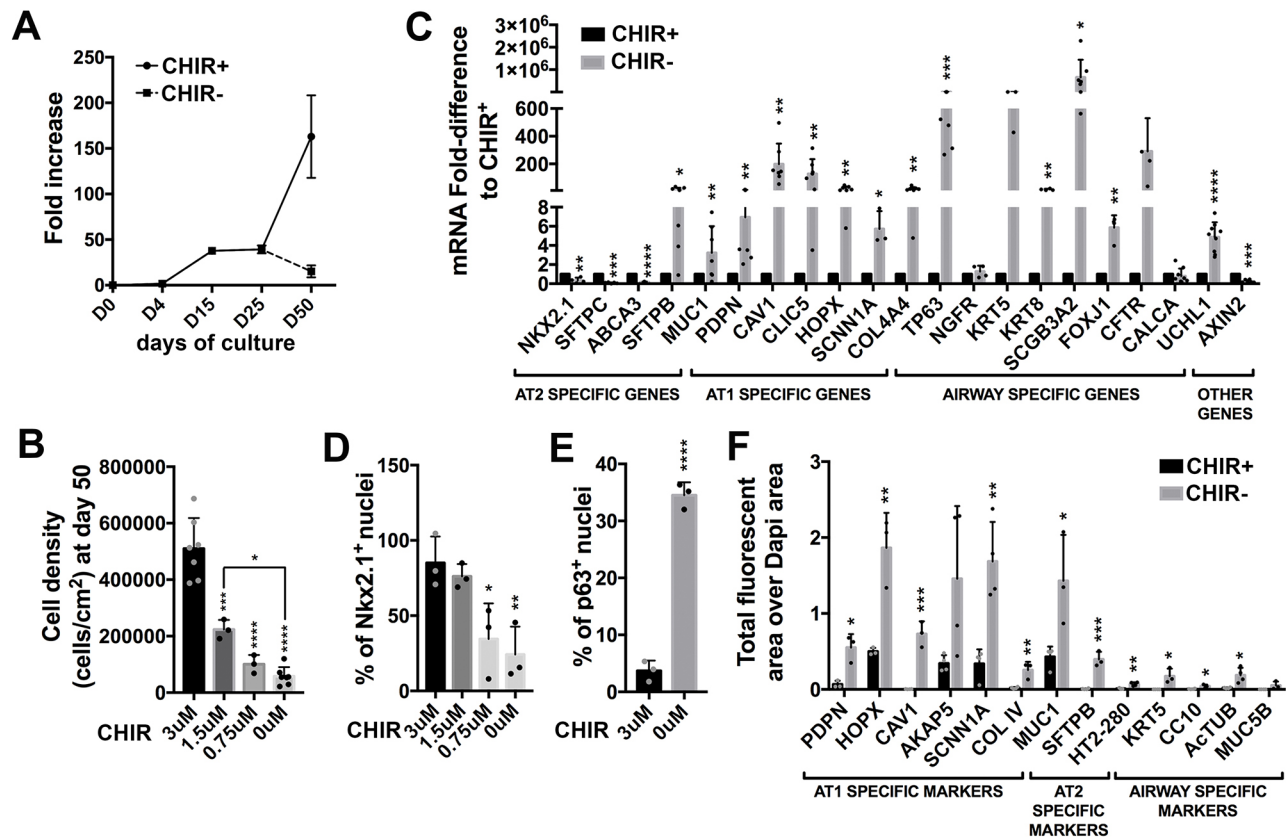 A
Fold increase
250
200
150
100
50
0
CHIR+
CHIR-
D0
D4
D15
D25
D50
days of culture
C
mRNA Fold-difference
to CHIR+
3×10⁶
2×10⁶
1×10⁶
600
400
200
8
6
4
2
0
CHIR+
CHIR-
**
***
****
*
**
**
**
**
**
*
**
***
**
*
**
****
***
NKX2.1
SFTPC
ABCA3
SFTPB
MUC1
PDPN
CAV1
CLIC5
HOPX
SCNN1A
COL4A4
TP63
NGFR
KRT5
KRT8
SCGB3A2
FOXJ1
CFTR
CALCA
UCHL1
AXIN2
AT2 SPECIFIC GENES
AT1 SPECIFIC GENES
AIRWAY SPECIFIC GENES
OTHER
GENES
B
Cell density
(cells/cm²) at day 50
800000
600000
400000
200000
0
*
***
****
****
CHIR
3uM
1.5uM
0.75uM
0uM
D
% of Nkx2.1⁺ nuclei
150
100
50
0
*
**
CHIR
3uM
1.5uM
0.75uM
0uM
E
% of p63⁺ nuclei
40
30
20
10
0
****
CHIR
3uM
0uM
F
Total fluorescent
area over Dapi area
3
2
1
0
CHIR+
CHIR-
*
**
***
**
**
*
***
**
*
*
*
PDPN
HOPX
CAV1
AKAP5
SCNN1A
COL IV
MUC1
SFTPB
HT2-280
KRT5
CC10
AcTUB
MUC5B
AT1 SPECIFIC MARKERS
AT2
SPECIFIC
MARKERS
AIRWAY SPECIFIC
MARKERS